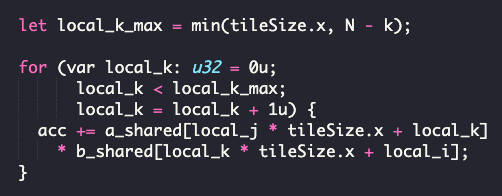 let local_k_max = min(tileSize.x, N - k);
for (var local_k: u32 = 0u;
local_k < local_k_max;
local_k = local_k + 1u) {
acc += a_shared[local_j * tileSize.x + local_k]
* b_shared[local_k * tileSize.x + local_i];
}